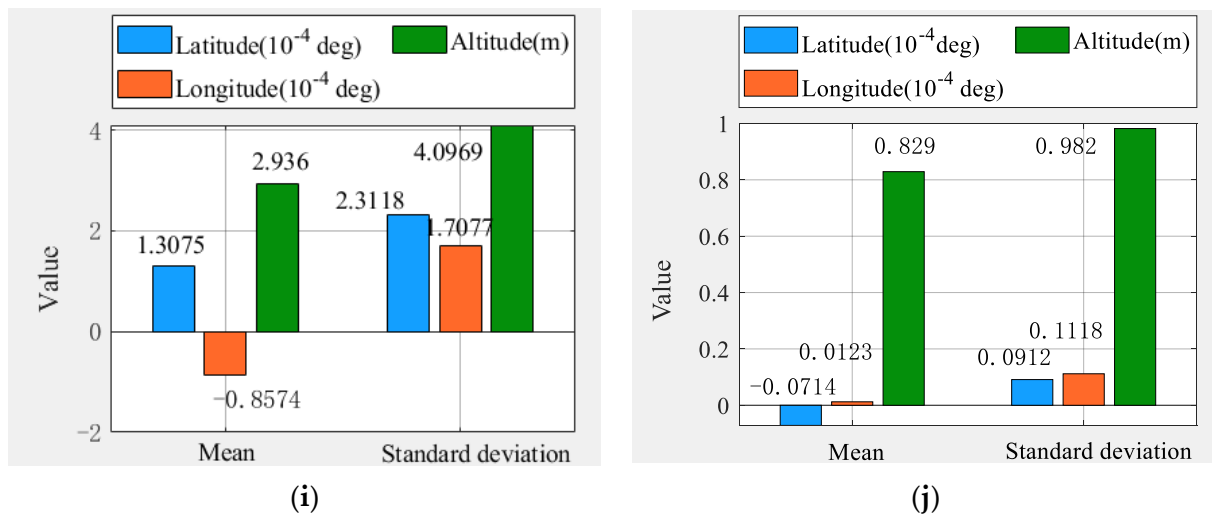 Latitude(10^-4 deg) Altitude(m)
Longitude(10^-4 deg)
4
2
0
−2
Value
1.3075
−0.8574
2.936
2.3118
1.7077
4.0969
Mean Standard deviation
(i)
Latitude(10^-4 deg) Altitude(m)
Longitude(10^-4 deg)
1
0.8
0.6
0.4
0.2
0
Value
−0.0714
0.0123
0.829
0.0912
0.1118
0.982
Mean Standard deviation
(j)